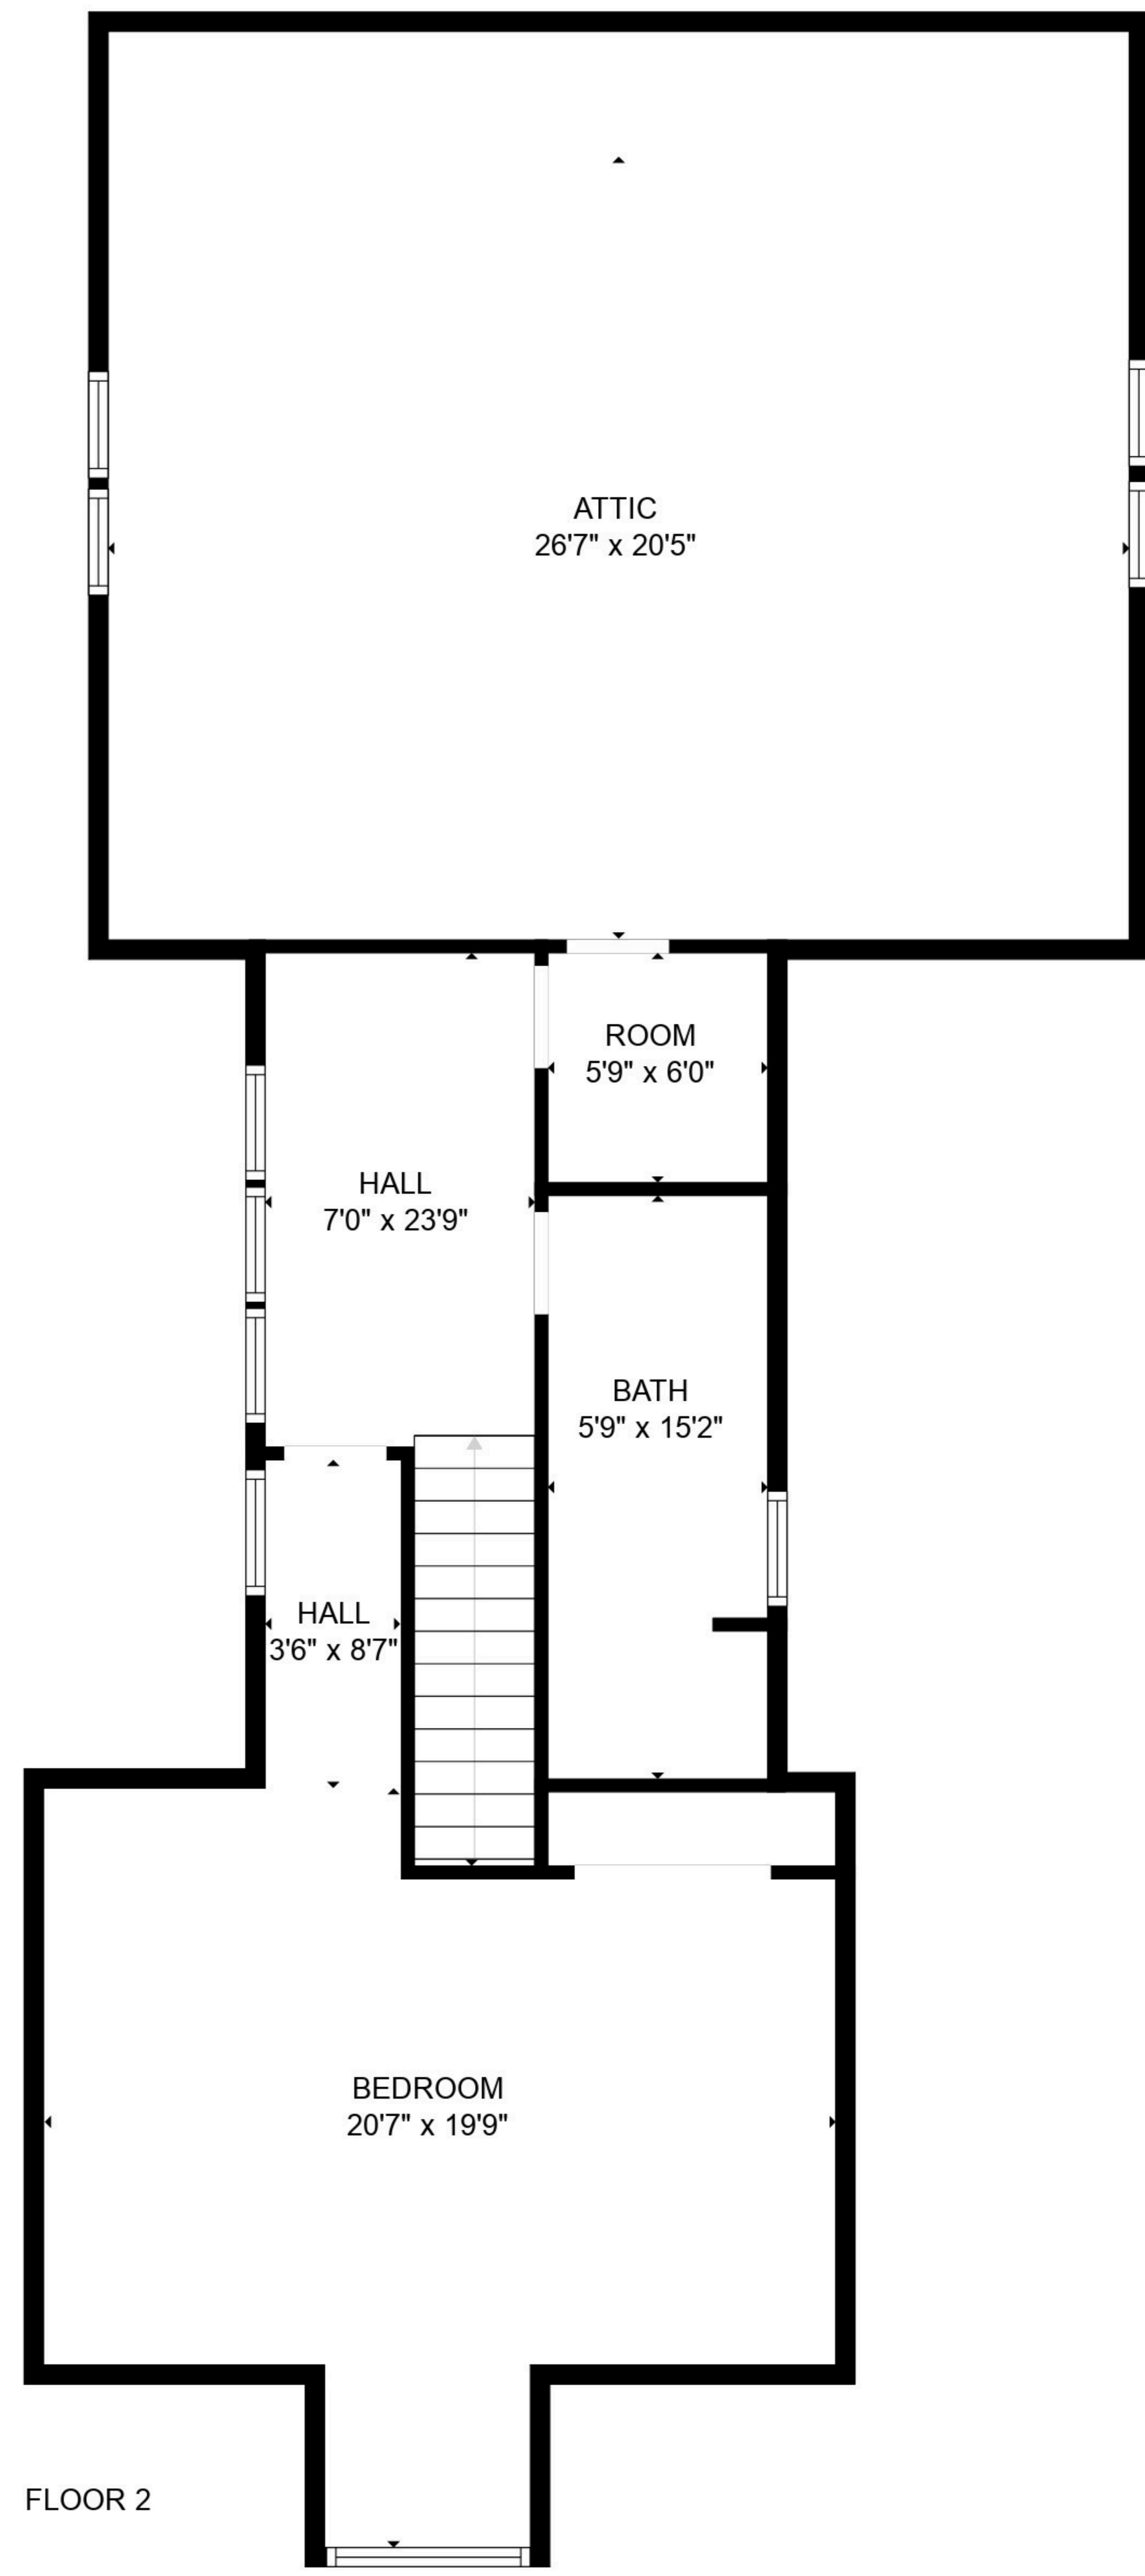 ATTIC
26'7" x 20'5"
ROOM
5'9" x 6'0"
HALL
7'0" x 23'9"
BATH
5'9" x 15'2"
HALL
3'6" x 8'7"
BEDROOM
20'7" x 19'9"
FLOOR 2